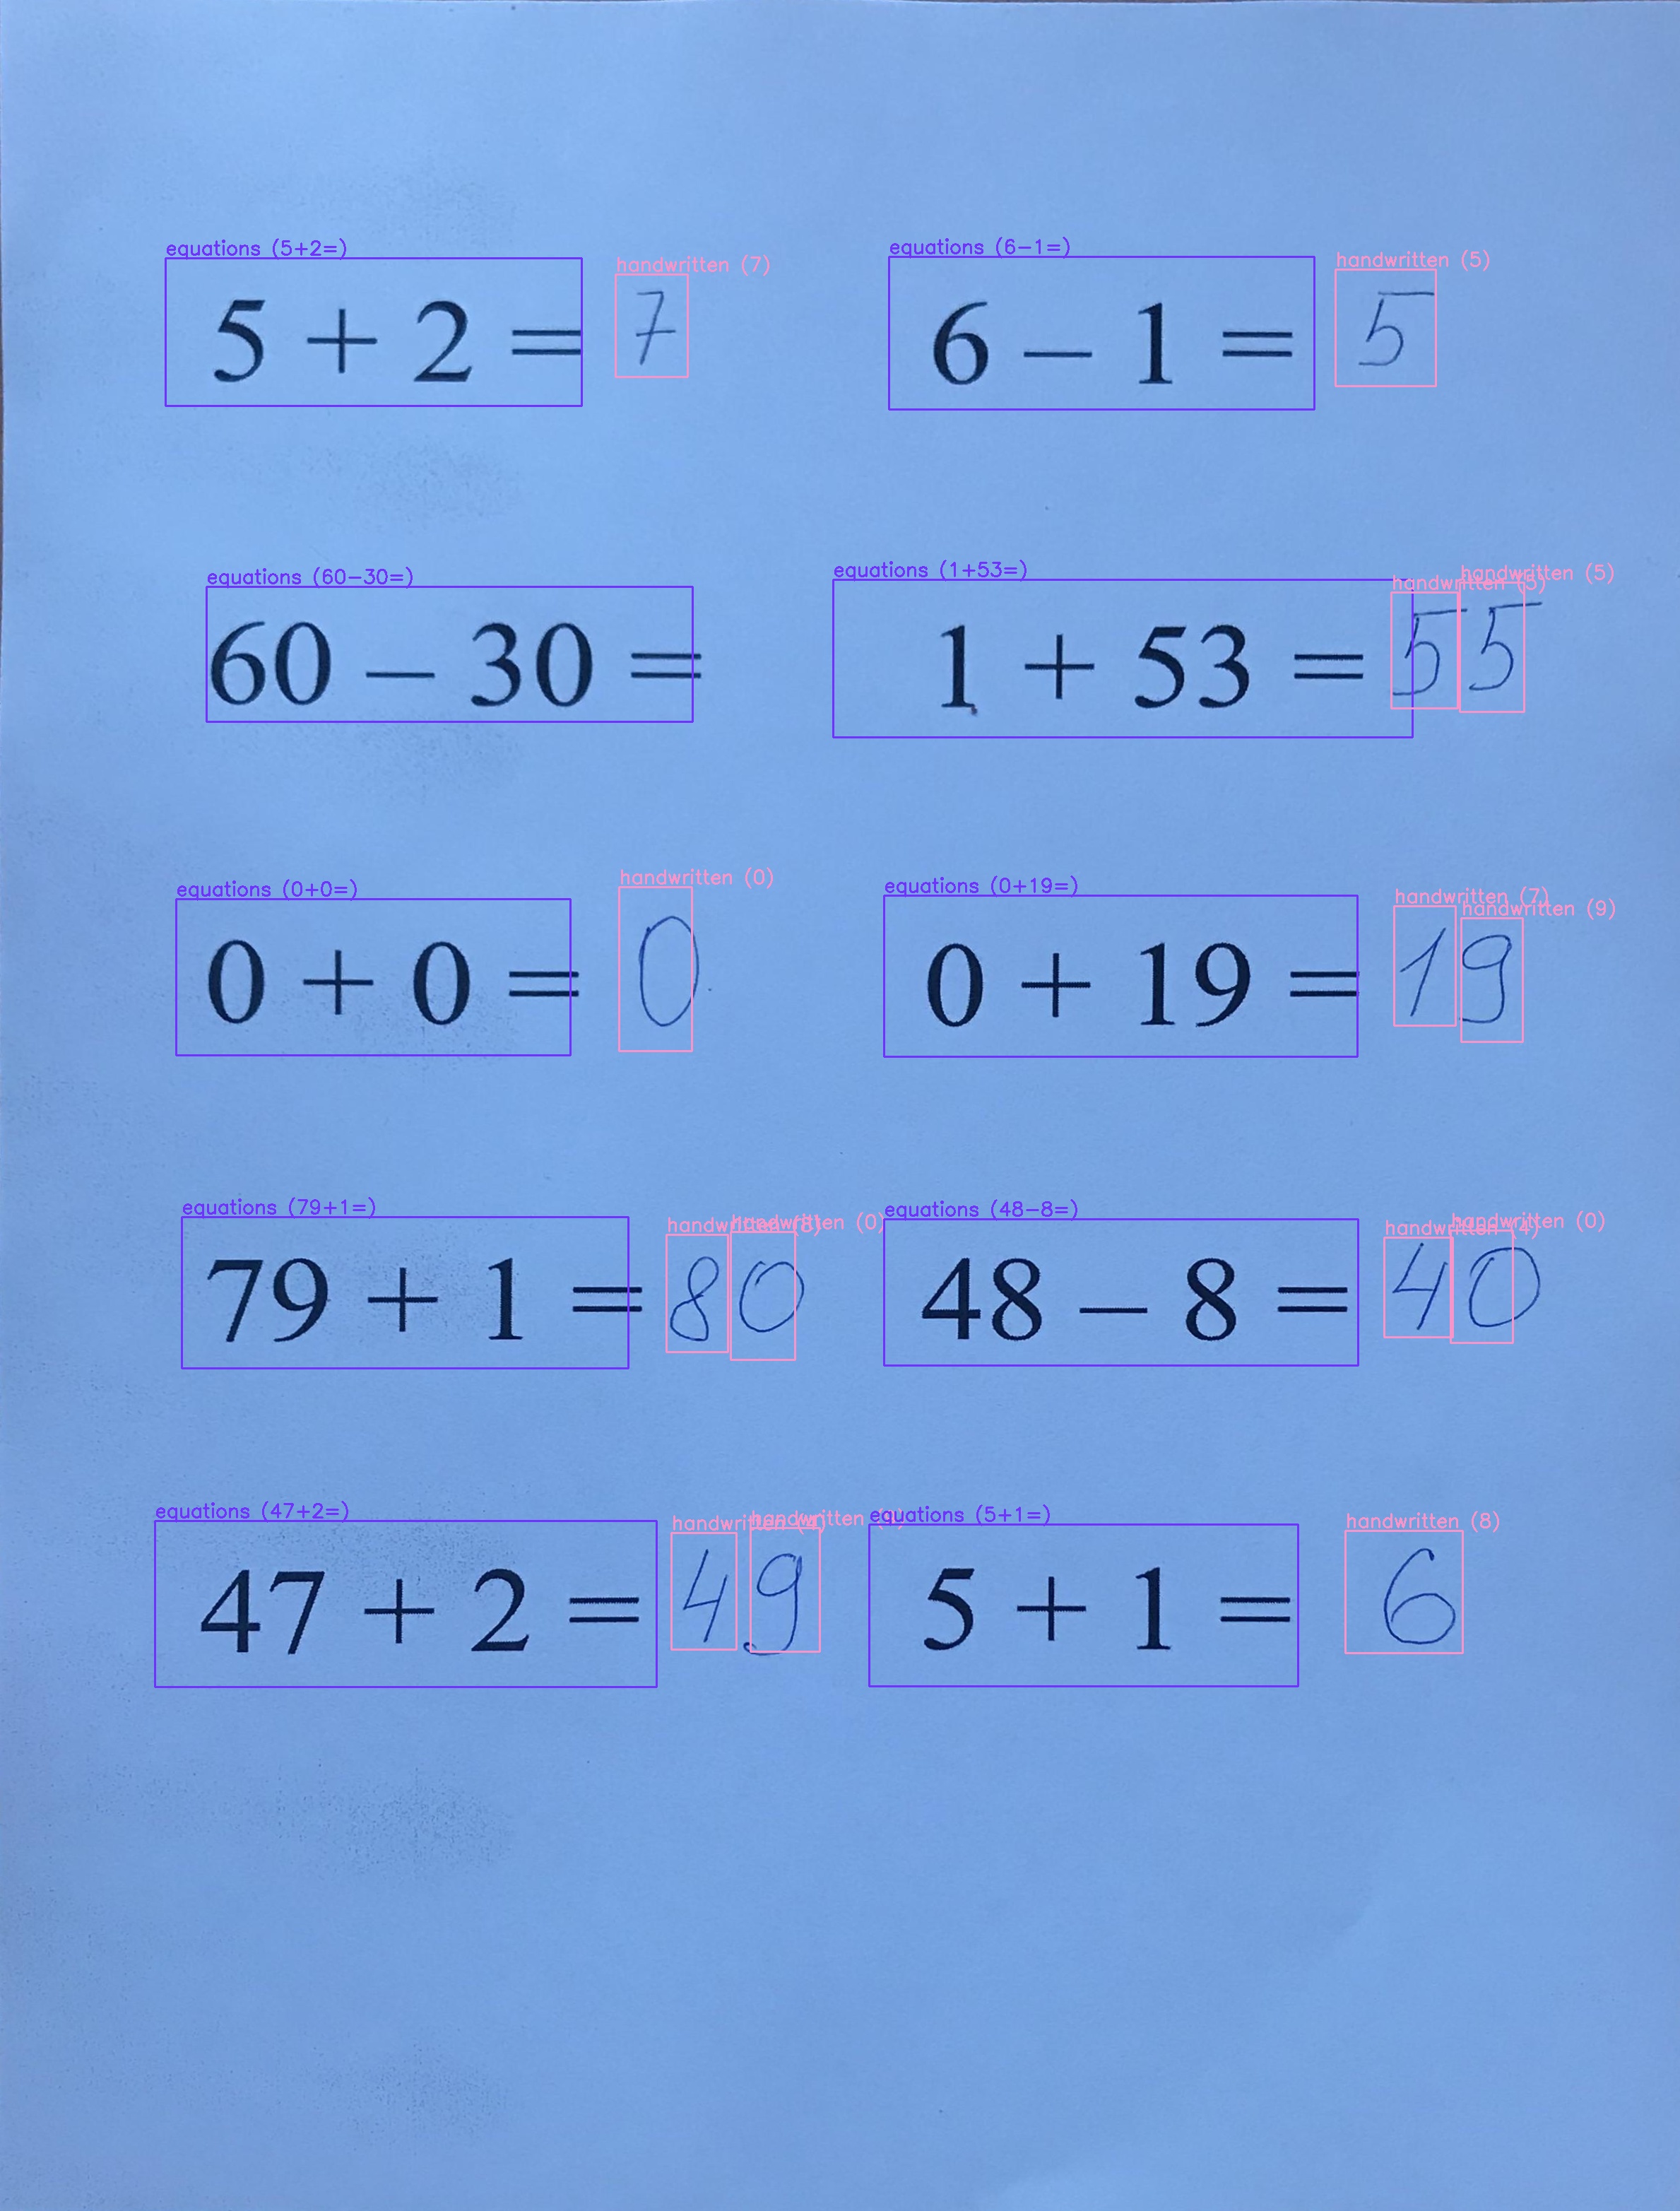 equations (5+2=) handwritten (7) equations (6-1=) handwritten (5)
5 + 2 = 7 6 - 1 = 5
equations (60-30=) equations (1+53=) handwritten handwritten (5)
60 - 30 = 1 + 53 = 55
equations (0+0=) handwritten (0) equations (0+19=) handwritten (7) handwritten (9)
0 + 0 = 0 0 + 19 = 19
equations (79+1=) handwritten (8) handwritten (0) equations (48-8=) handwritten (4) handwritten (0)
79 + 1 = 80 48 - 8 = 40
equations (47+2=) handwritten (4) handwritten equations (5+1=) handwritten (8)
47 + 2 = 49 5 + 1 = 6